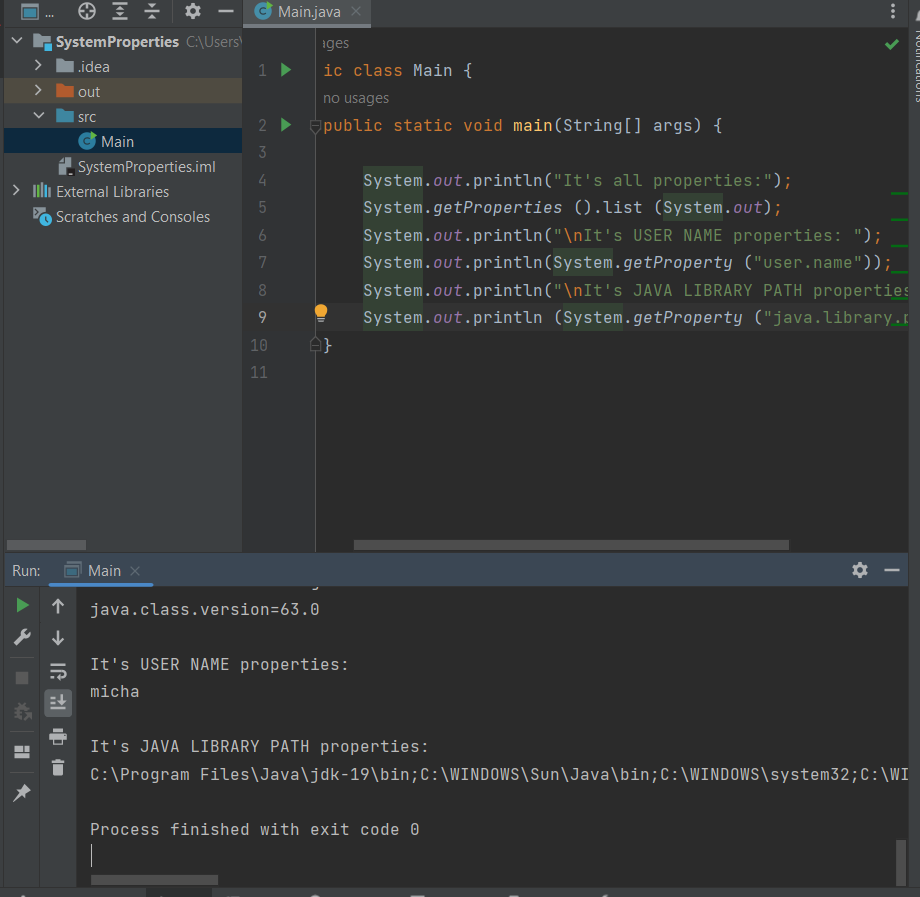 ...
Main.java
SystemProperties C:\Users\
.idea
out
src
Main
SystemProperties.iml
External Libraries
Scratches and Consoles
ages
1 ic class Main {
no usages
2 public static void main(String[] args) {
3
4 System.out.println("It's all properties:");
5 System.getProperties ().list (System.out);
6 System.out.println("\nIt's USER NAME properties: ");
7 System.out.println(System.getProperty ("user.name"));
8 System.out.println("\nIt's JAVA LIBRARY PATH properties
9 System.out.println (System.getProperty ("java.library.p
10 }
11
Notifications
Run: Main
java.class.version=63.0
It's USER NAME properties:
micha
It's JAVA LIBRARY PATH properties:
C:\Program Files\Java\jdk-19\bin;C:\WINDOWS\Sun\Java\bin;C:\WINDOWS\system32;C:\WI
Process finished with exit code 0